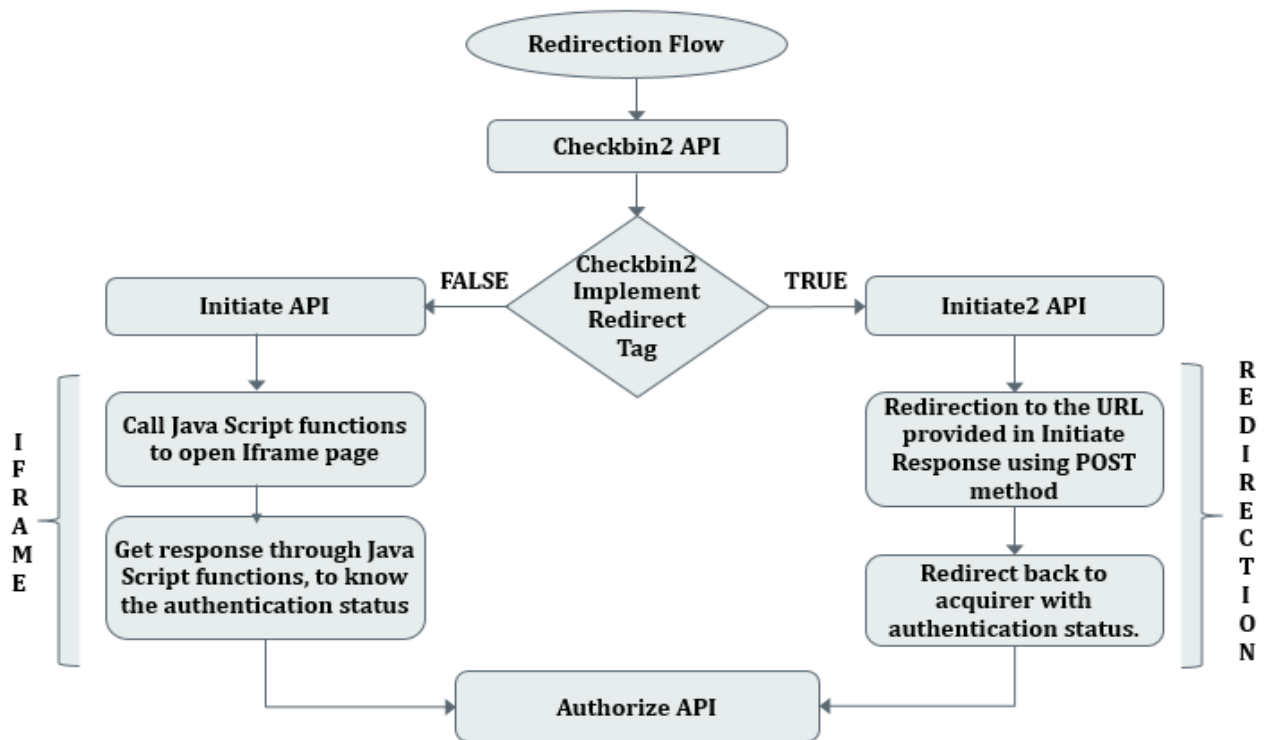 Redirection Flow
Checkbin2 API
Checkbin2
Implement
Redirect
Tag
FALSE
TRUE
Initiate API
Initiate2 API
Call Java Script functions
to open Iframe page
Get response through Java
Script functions, to know
the authentication status
IFRAME
Redirection to the URL
provided in Initiate
Response using POST
method
Redirect back to
acquirer with
authentication status.
REDIRECTION
Authorize API